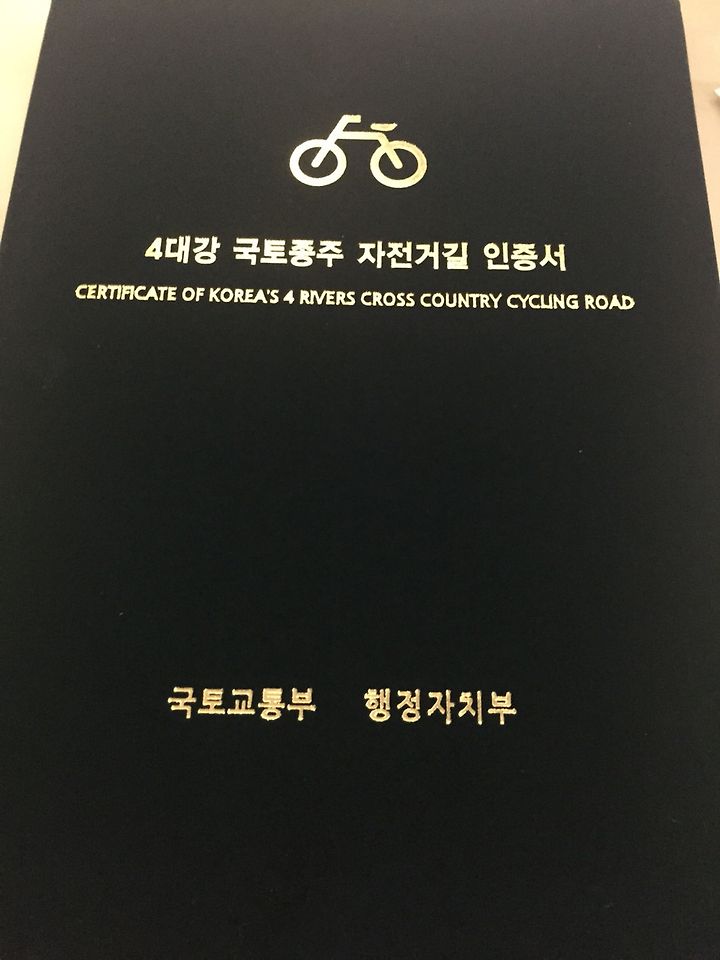 4대강 국토종주 자전거길 인증서
CERTIFICATE OF KOREA'S 4 RIVERS CROSS COUNTRY CYCLING ROAD
국토교통부 행정자치부